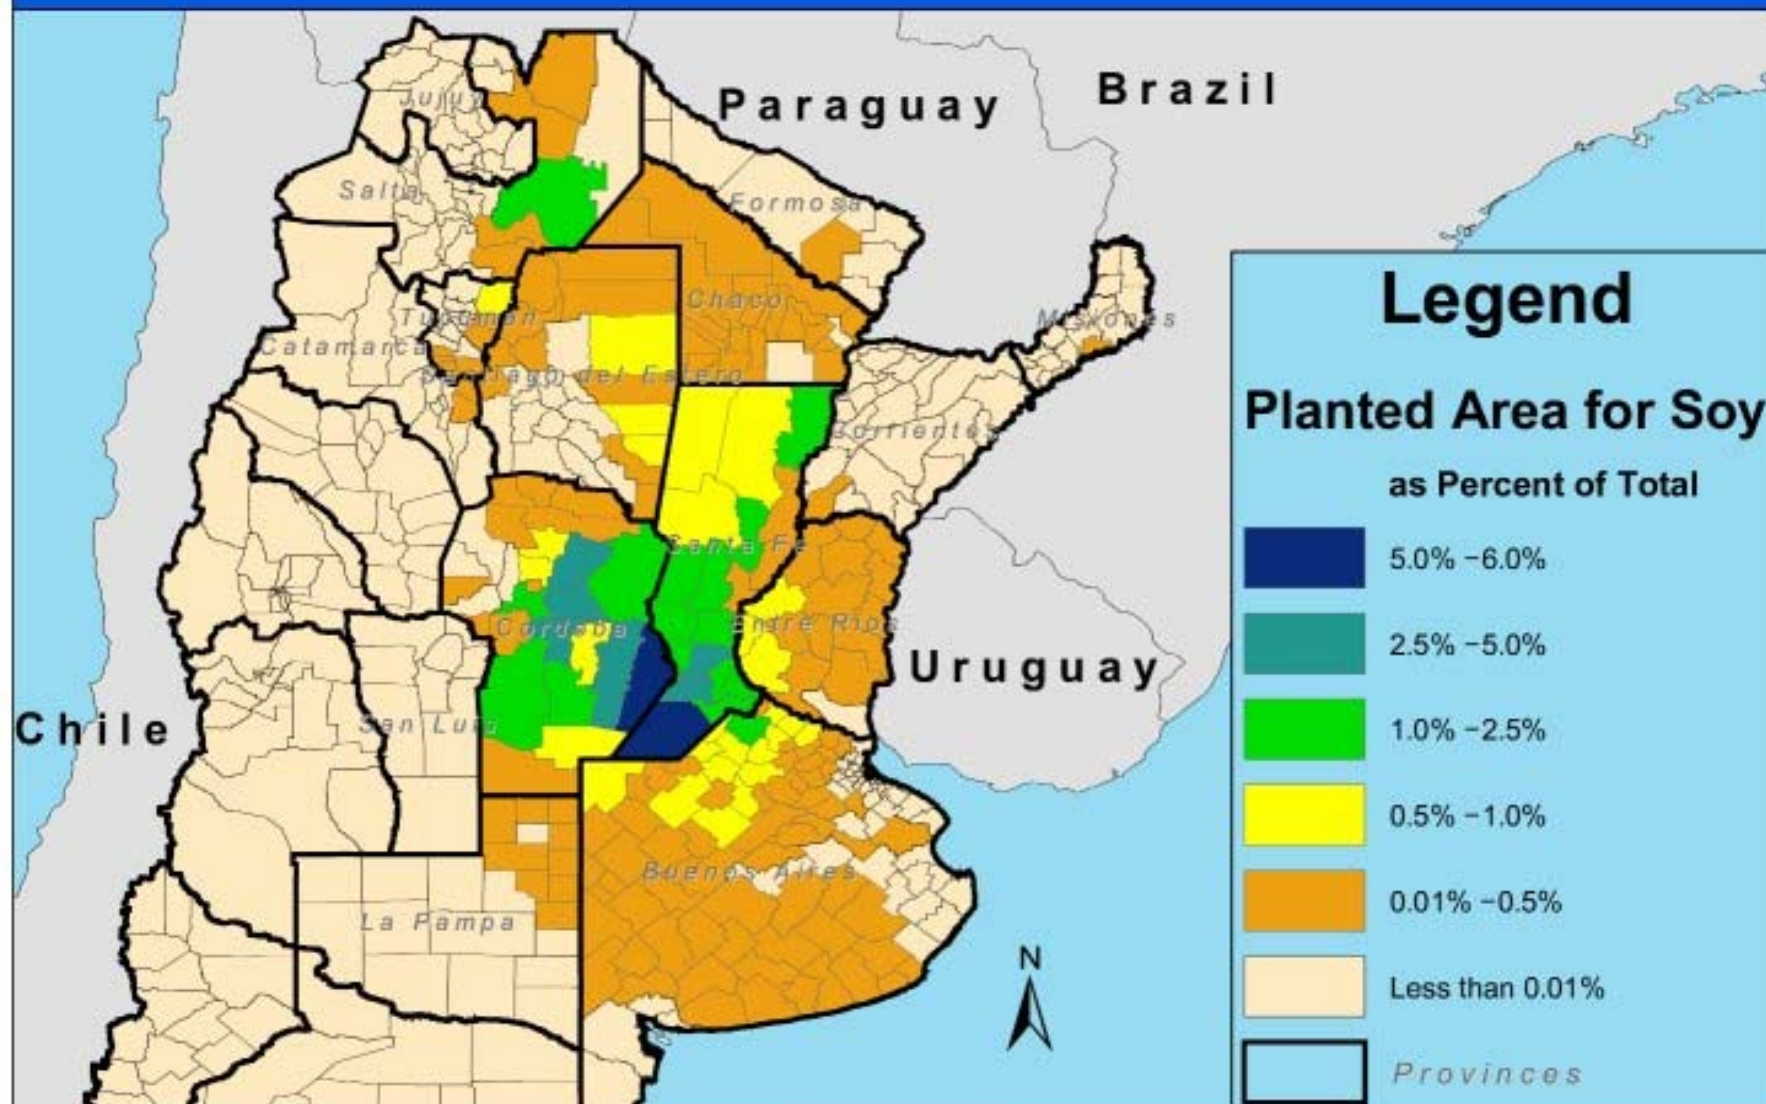 Paraguay
Brazil
Jujuy
Salta
Formosa
Chaco
Tucuman
Misiones
Catamarca
Santiago del Estero
Corrientes
Santa Fe
Cordoba
Entre Rios
Uruguay
Chile
San Luis
Buenos Aires
La Pampa
N
Legend
Planted Area for Soy
as Percent of Total
5.0% –6.0%
2.5% –5.0%
1.0% –2.5%
0.5% –1.0%
0.01% –0.5%
Less than 0.01%
Provinces